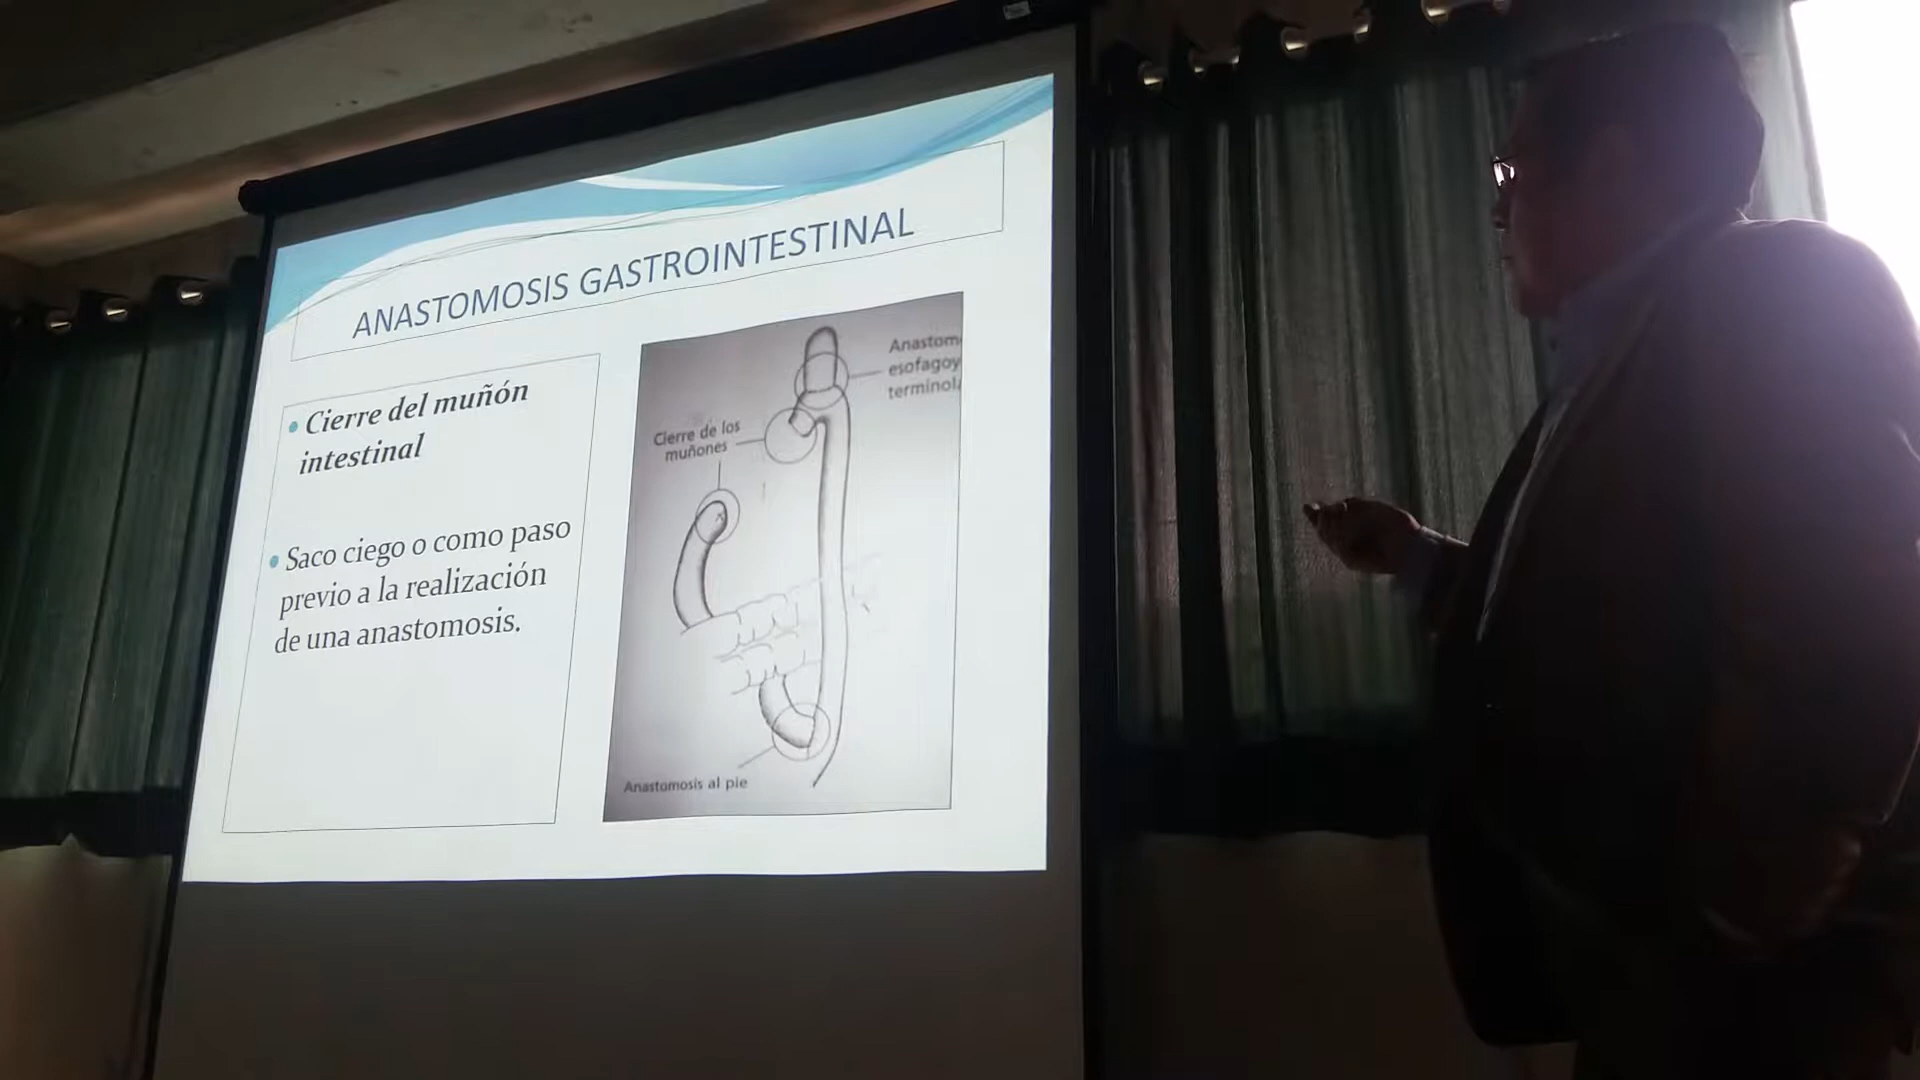 ANASTOMOSIS GASTROINTESTINAL
• Cierre del muñón
intestinal
• Saco ciego o como paso
previo a la realización
de una anastomosis.
Anastom
esofagoy
terminol
Cierre de los
muñones
Anastomosis al pie